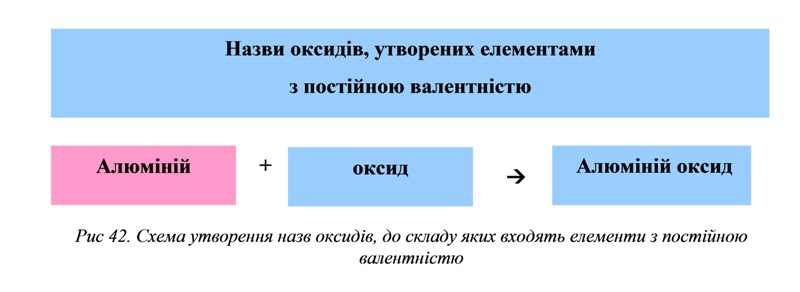 Назви оксидів, утворених елементами
з постійною валентністю
Алюміній + оксид → Алюміній оксид
Рис 42. Схема утворення назв оксидів, до складу яких входять елементи з постійною
валентністю